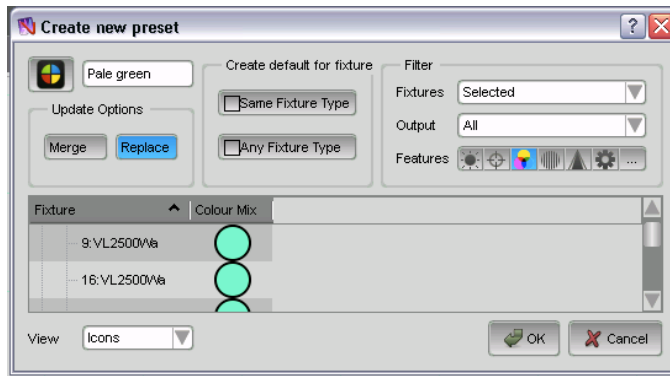 Create new preset
?
Pale green
Update Options
Merge
Replace
Create default for fixture
Same Fixture Type
Any Fixture Type
Filter
Fixtures
Selected
Output
All
Features
...
Fixture
Colour Mix
9:VL2500Wa
16:VL2500Wa
View
Icons
OK
Cancel